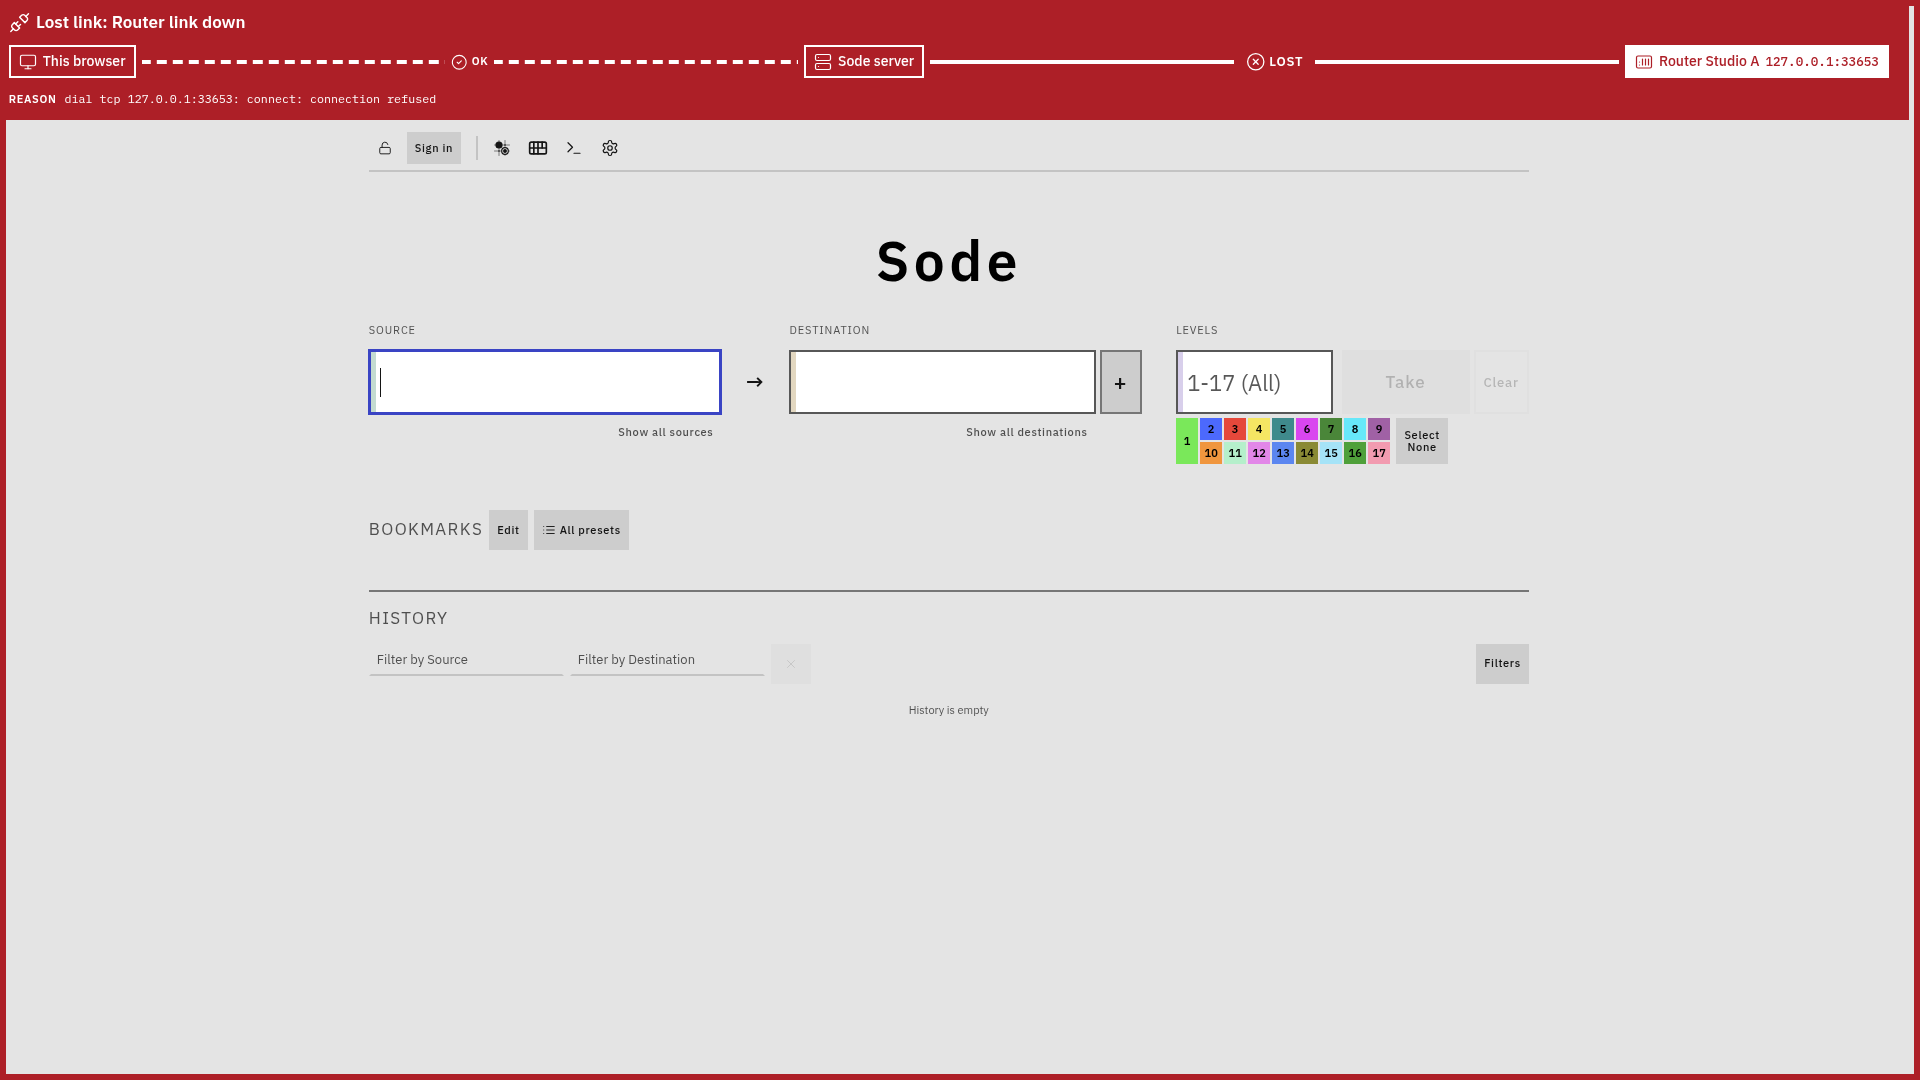 Lost link: Router link down
This browser
OK
Sode server
LOST
Router Studio A 127.0.0.1:33653
REASON dial tcp 127.0.0.1:33653: connect: connection refused
Sign in
Sode
SOURCE
DESTINATION
LEVELS
→
+
1-17 (All)
Take
Clear
Show all sources
Show all destinations
1
2 3 4 5 6 7 8 9
10 11 12 13 14 15 16 17
Select None
BOOKMARKS
Edit
All presets
HISTORY
Filter by Source
Filter by Destination
×
Filters
History is empty